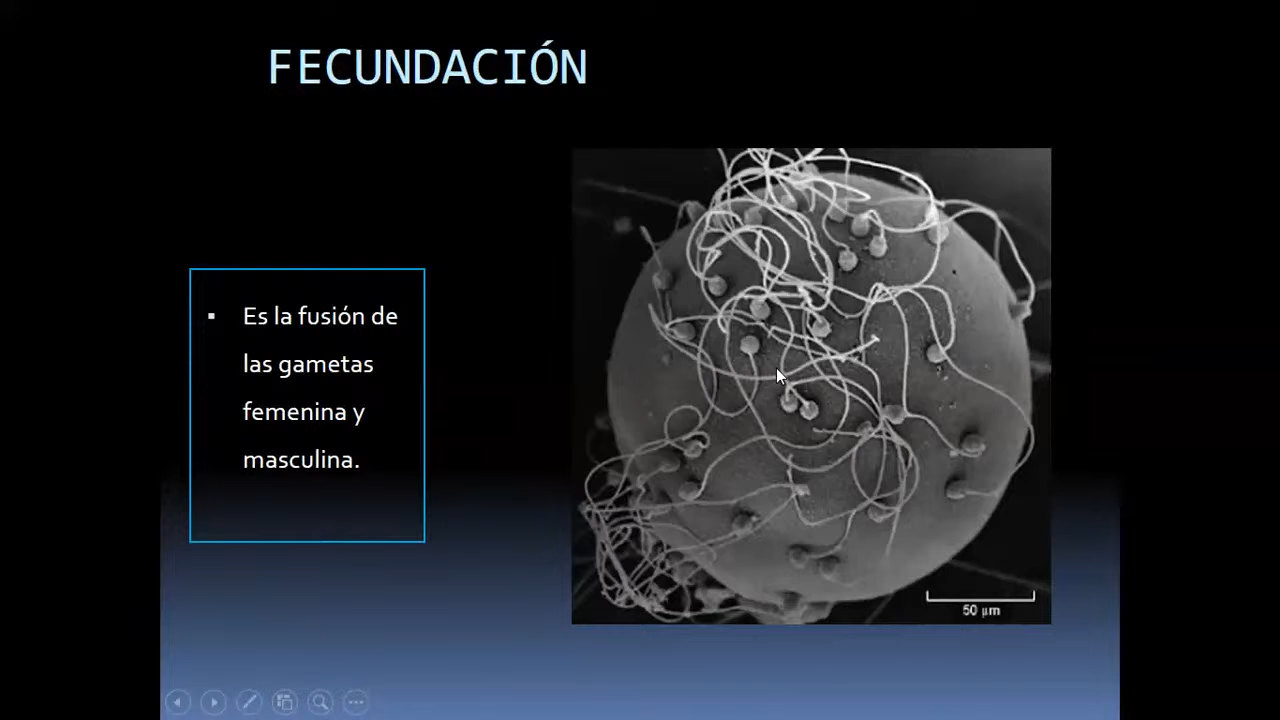 FECUNDACIÓN
▪ Es la fusión de
las gametas
femenina y
masculina.
50 µm